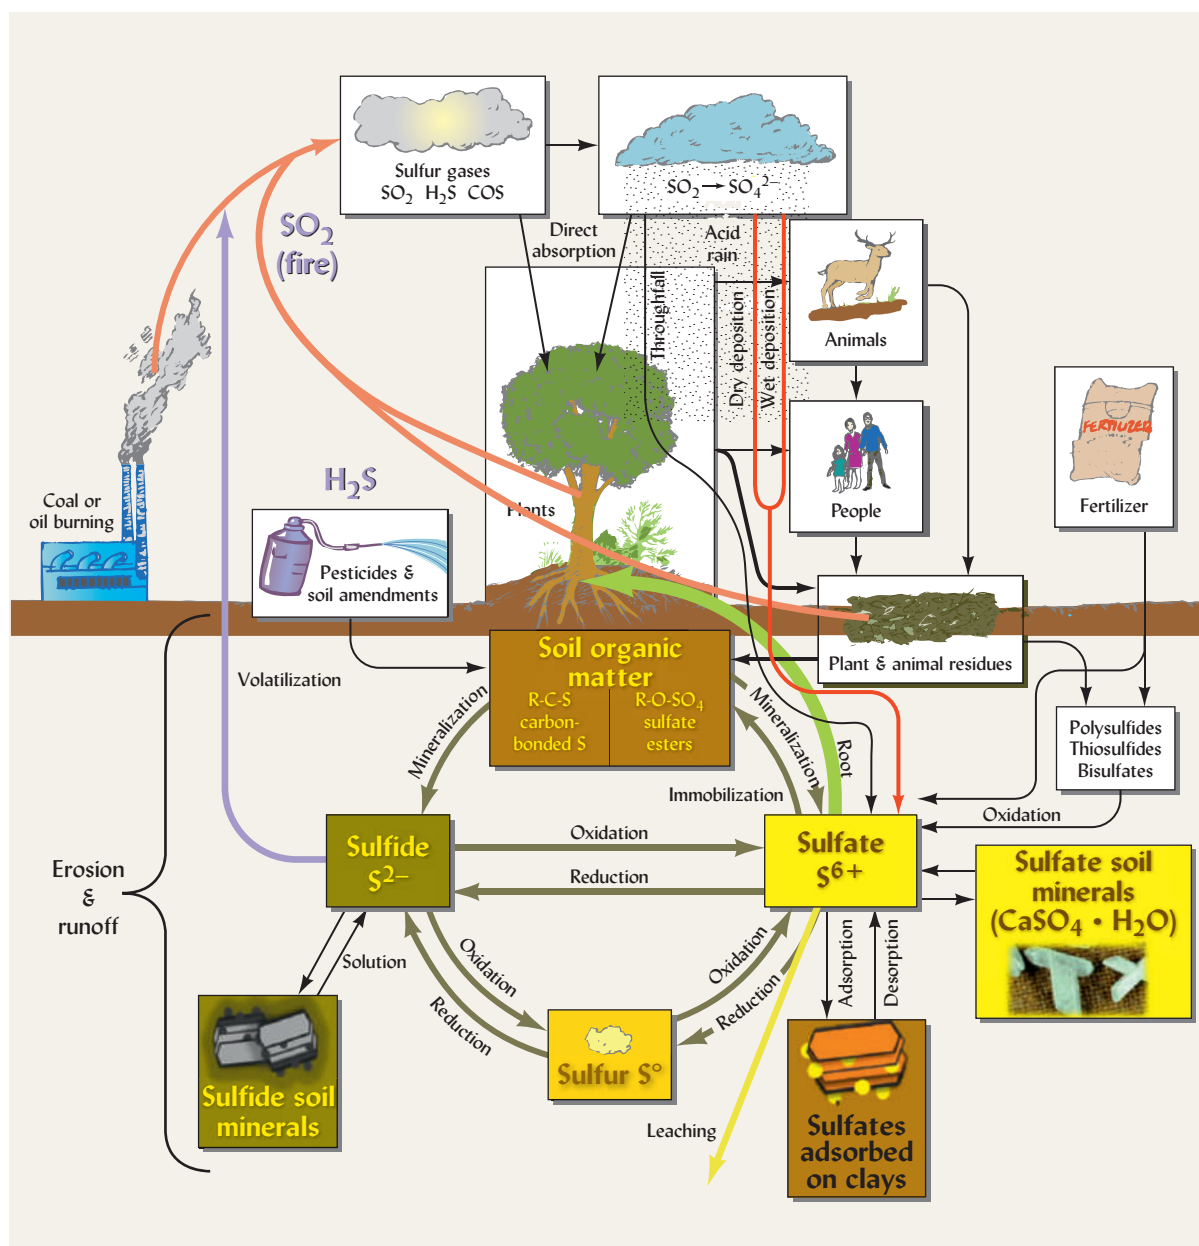 Sulfur gases
SO₂ H₂S COS
SO₂ → SO₄²⁻
SO₂
(fire)
Direct
absorption
Acid
rain
Throughfall
Dry deposition
Wet deposition
Animals
People
FERTILIZER
Fertilizer
Coal or
oil burning
H₂S
Plants
Pesticides &
soil amendments
Plant & animal residues
Volatilization
Soil organic
matter
R-C-S
carbon-
bonded S
R-O-SO₄
sulfate
esters
Mineralization
Mineralization
Immobilization
Root
Polysulfides
Thiosulfides
Bisulfates
Oxidation
Erosion
&
runoff
Sulfide
S²⁻
Oxidation
Reduction
Sulfate
S⁶⁺
Sulfate soil
minerals
(CaSO₄ • H₂O)
Solution
Oxidation
Reduction
Oxidation
Reduction
Adsorption
Desorption
Sulfur S°
Sulfide soil
minerals
Leaching
Sulfates
adsorbed
on clays